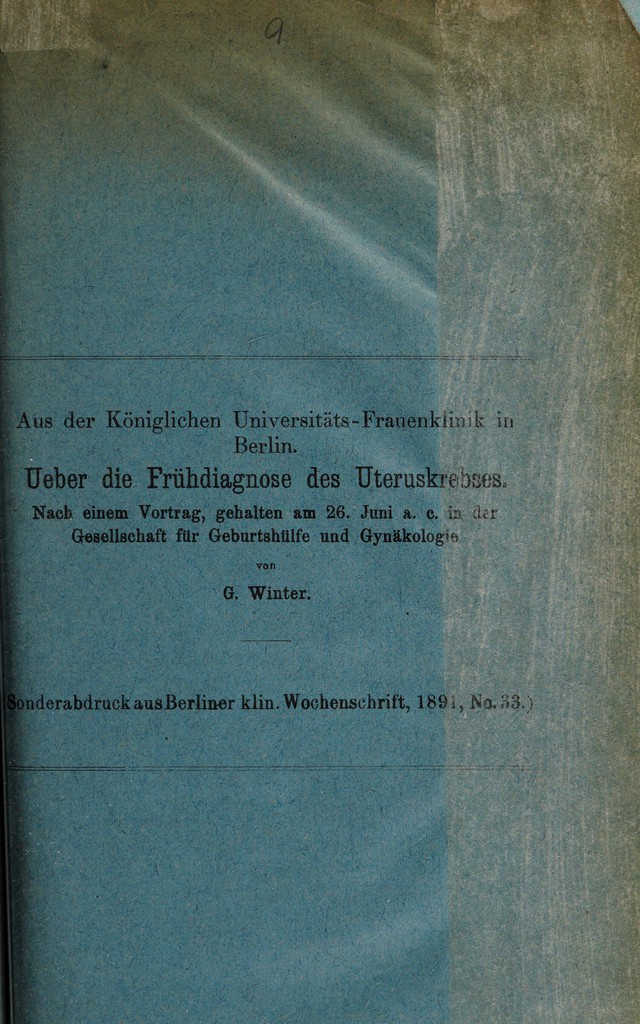 9
Aus der Königlichen Universitäts-Frauenklinik in
Berlin.
Ueber die Frühdiagnose des Uteruskrebses.
Nach einem Vortrag, gehalten am 26. Juni a. c. in der
Gesellschaft für Geburtshülfe und Gynäkologie
von
G. Winter.
(Sonderabdruck aus Berliner klin. Wochenschrift, 1891, No. 33.)